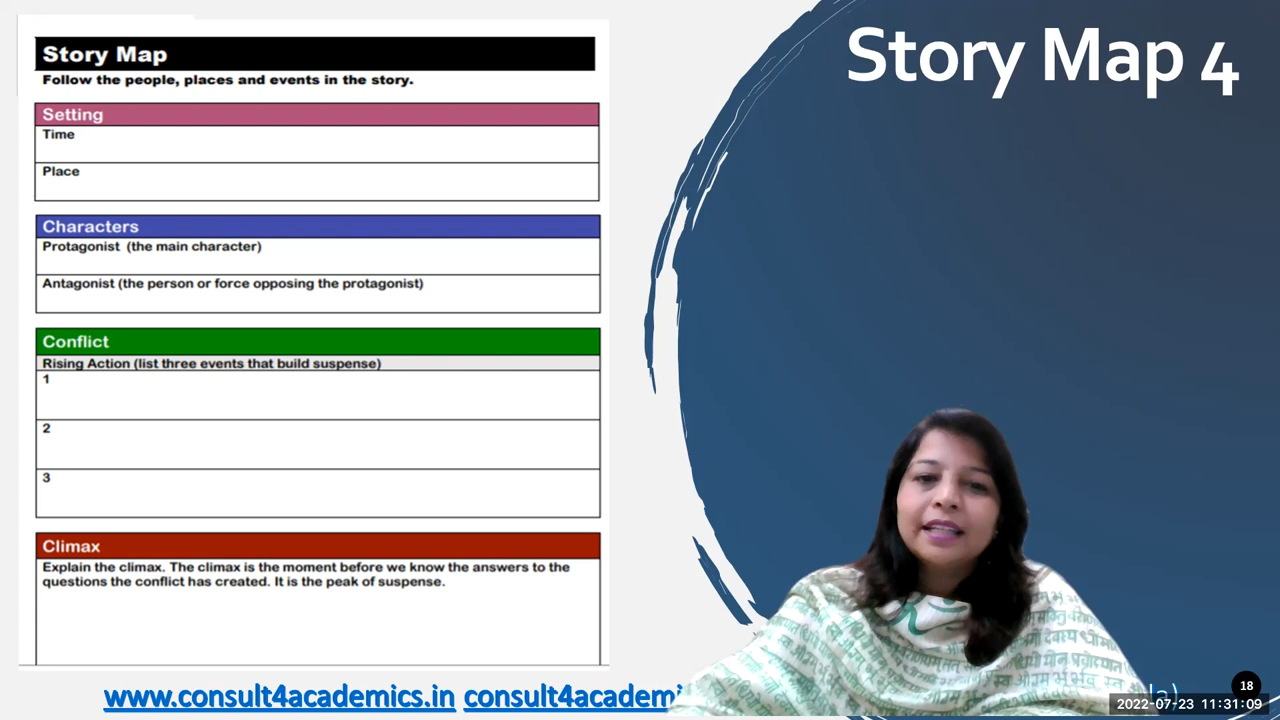 Story Map 4
Story Map
Follow the people, places and events in the story.
Setting
Time
Place
Characters
Protagonist (the main character)
Antagonist (the person or force opposing the protagonist)
Conflict
Rising Action (list three events that build suspense)
1
2
3
Climax
Explain the climax. The climax is the moment before we know the answers to the
questions the conflict has created. It is the peak of suspense.
www.consult4academics.in consult4academi
18
2022-07-23 11:31:09